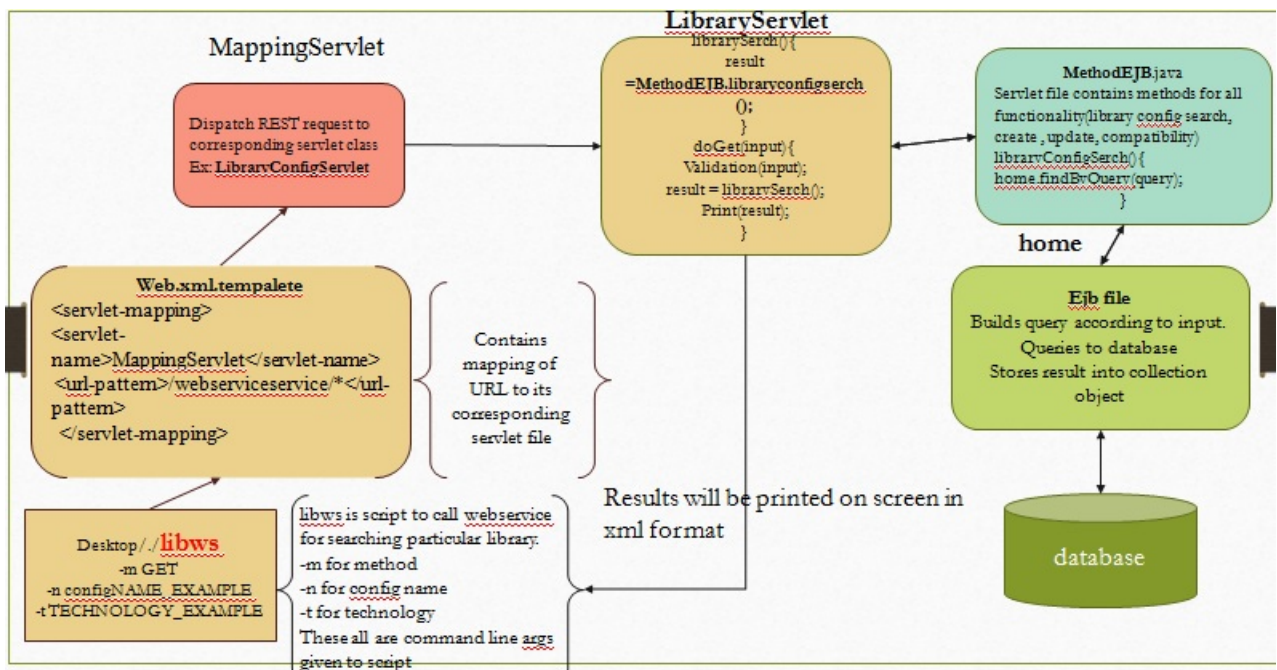 MappingServlet
Dispatch REST request to
corresponding servlet class
Ex: LibraryConfigServlet
LibraryServlet
librarySerch(){
result
=MethodEJB.libraryconfigserch
();
}
doGet(input){
Validation(input);
result = librarySerch();
Print(result);
}
MethodEJB.java
Servlet file contains methods for all
functionality(library config search,
create , update, compatibility)
libraryConfigSerch(){
home.findByQuery(query);
}
home
Ejb file
Builds query according to input.
Queries to database
Stores result into collection
object
database
Web.xml.tempalete
<servlet-mapping>
<servlet-
name>MappingServlet</servlet-name>
<url-pattern>/webserviceservice/*</url-
pattern>
</servlet-mapping>
Contains
mapping of
URL to its
corresponding
servlet file
Desktop/./libws
-m GET
-n configNAME_EXAMPLE
-t TECHNOLOGY_EXAMPLE
libws is script to call webservice
for searching particular library.
-m for method
-n for config name
-t for technology
These all are command line args
given to script
Results will be printed on screen in
xml format